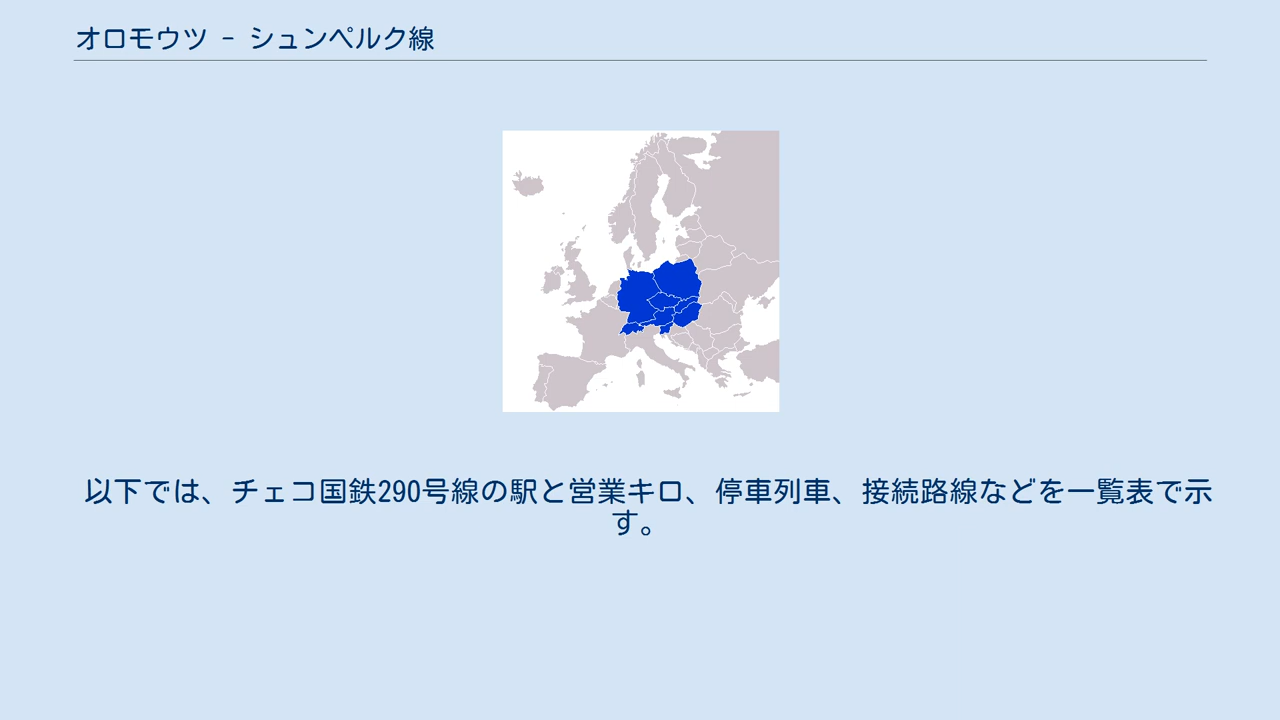 オロモウツ - シュンペルク線
以下では、チェコ国鉄290号線の駅と営業キロ、停車列車、接続路線などを一覧表で示
す。